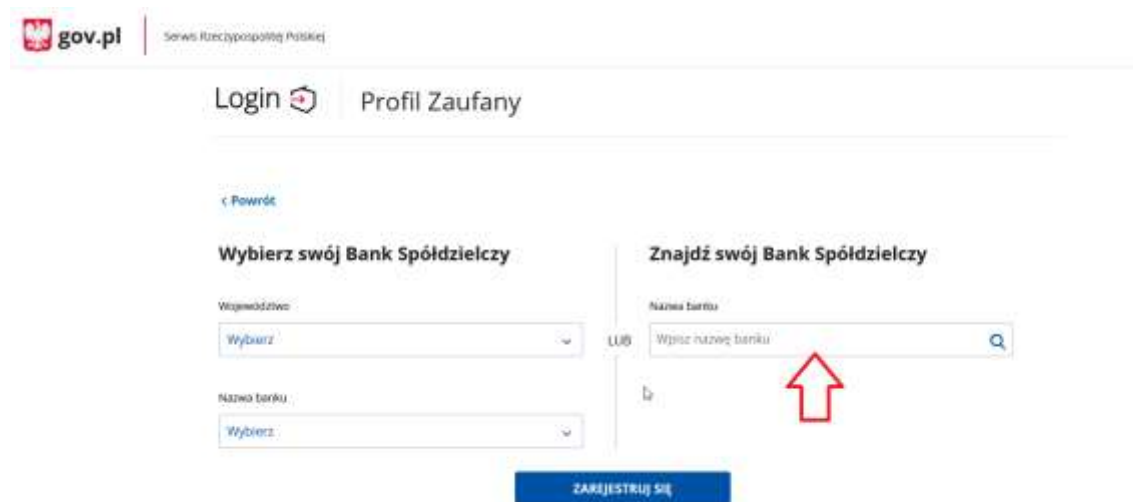 gov.pl
Serwis Rzeczypospolitej Polskiej
Login
Profil Zaufany
< Powrót
Wybierz swój Bank Spółdzielczy
Województwo
Wybierz
Nazwa banku
Wybierz
LUB
Znajdź swój Bank Spółdzielczy
Nazwa banku
Wpisz nazwę banku
ZAREJESTRUJ SIĘ